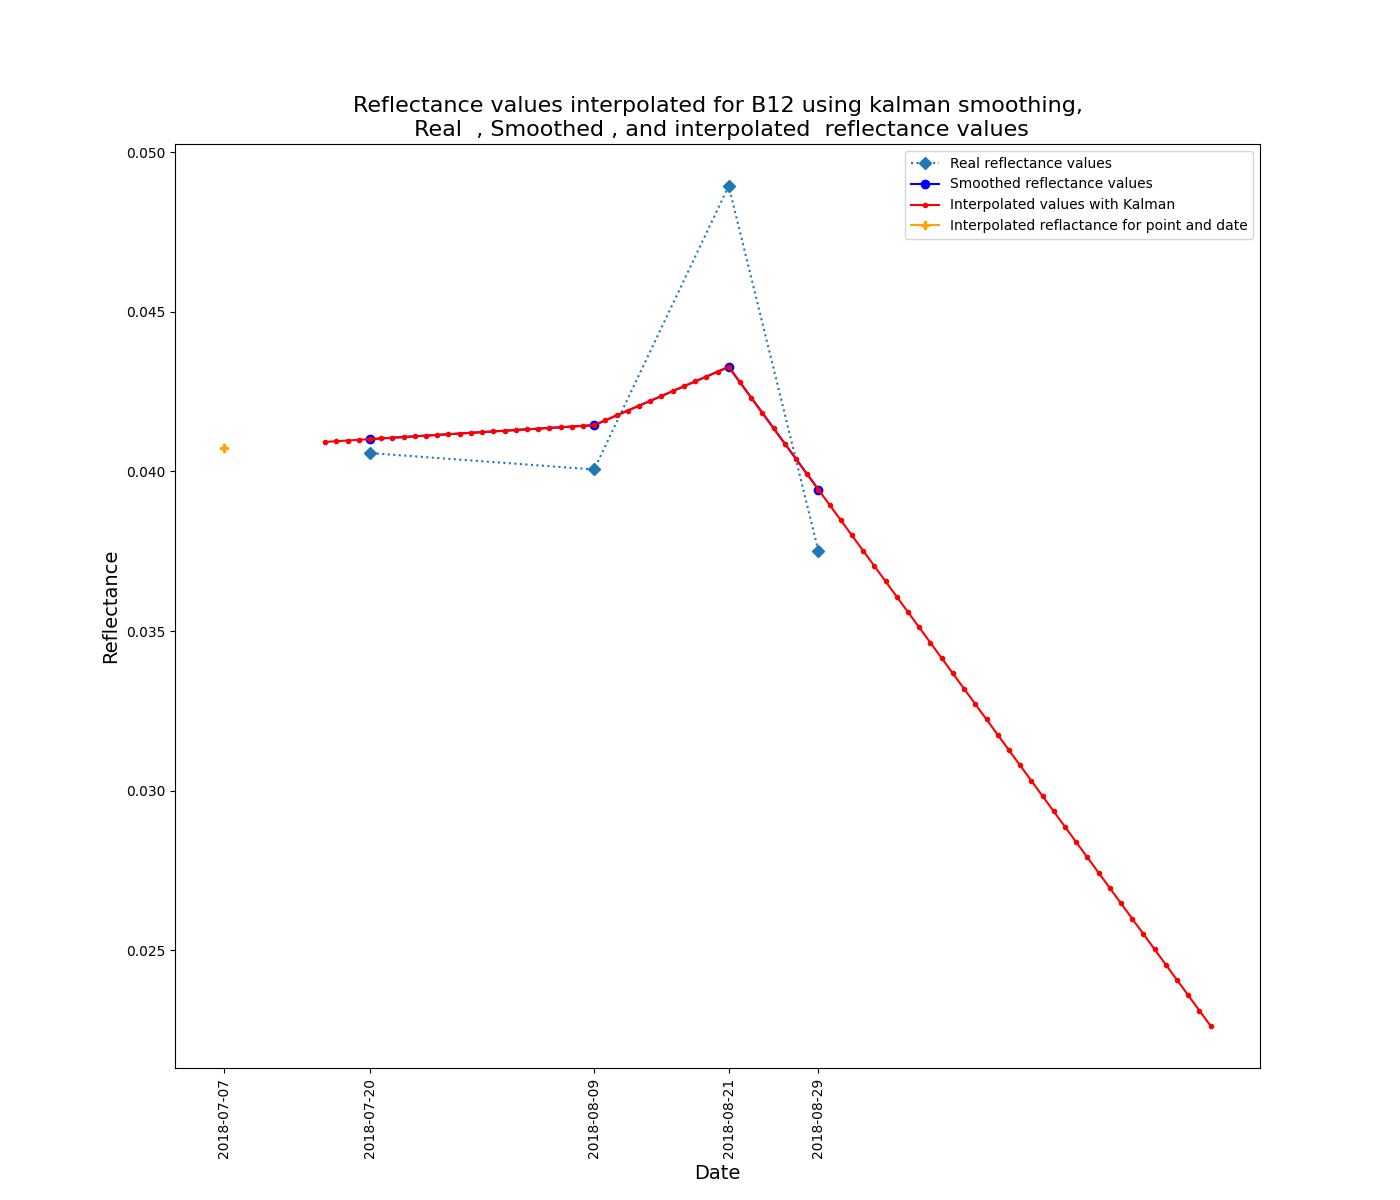 Reflectance values interpolated for B12 using kalman smoothing,
Real  , Smoothed , and interpolated  reflectance values
Real reflectance values
Smoothed reflectance values
Interpolated values with Kalman
Interpolated reflactance for point and date
Reflectance
0.050
0.045
0.040
0.035
0.030
0.025
2018-07-07
2018-07-20
2018-08-09
2018-08-21
2018-08-29
Date